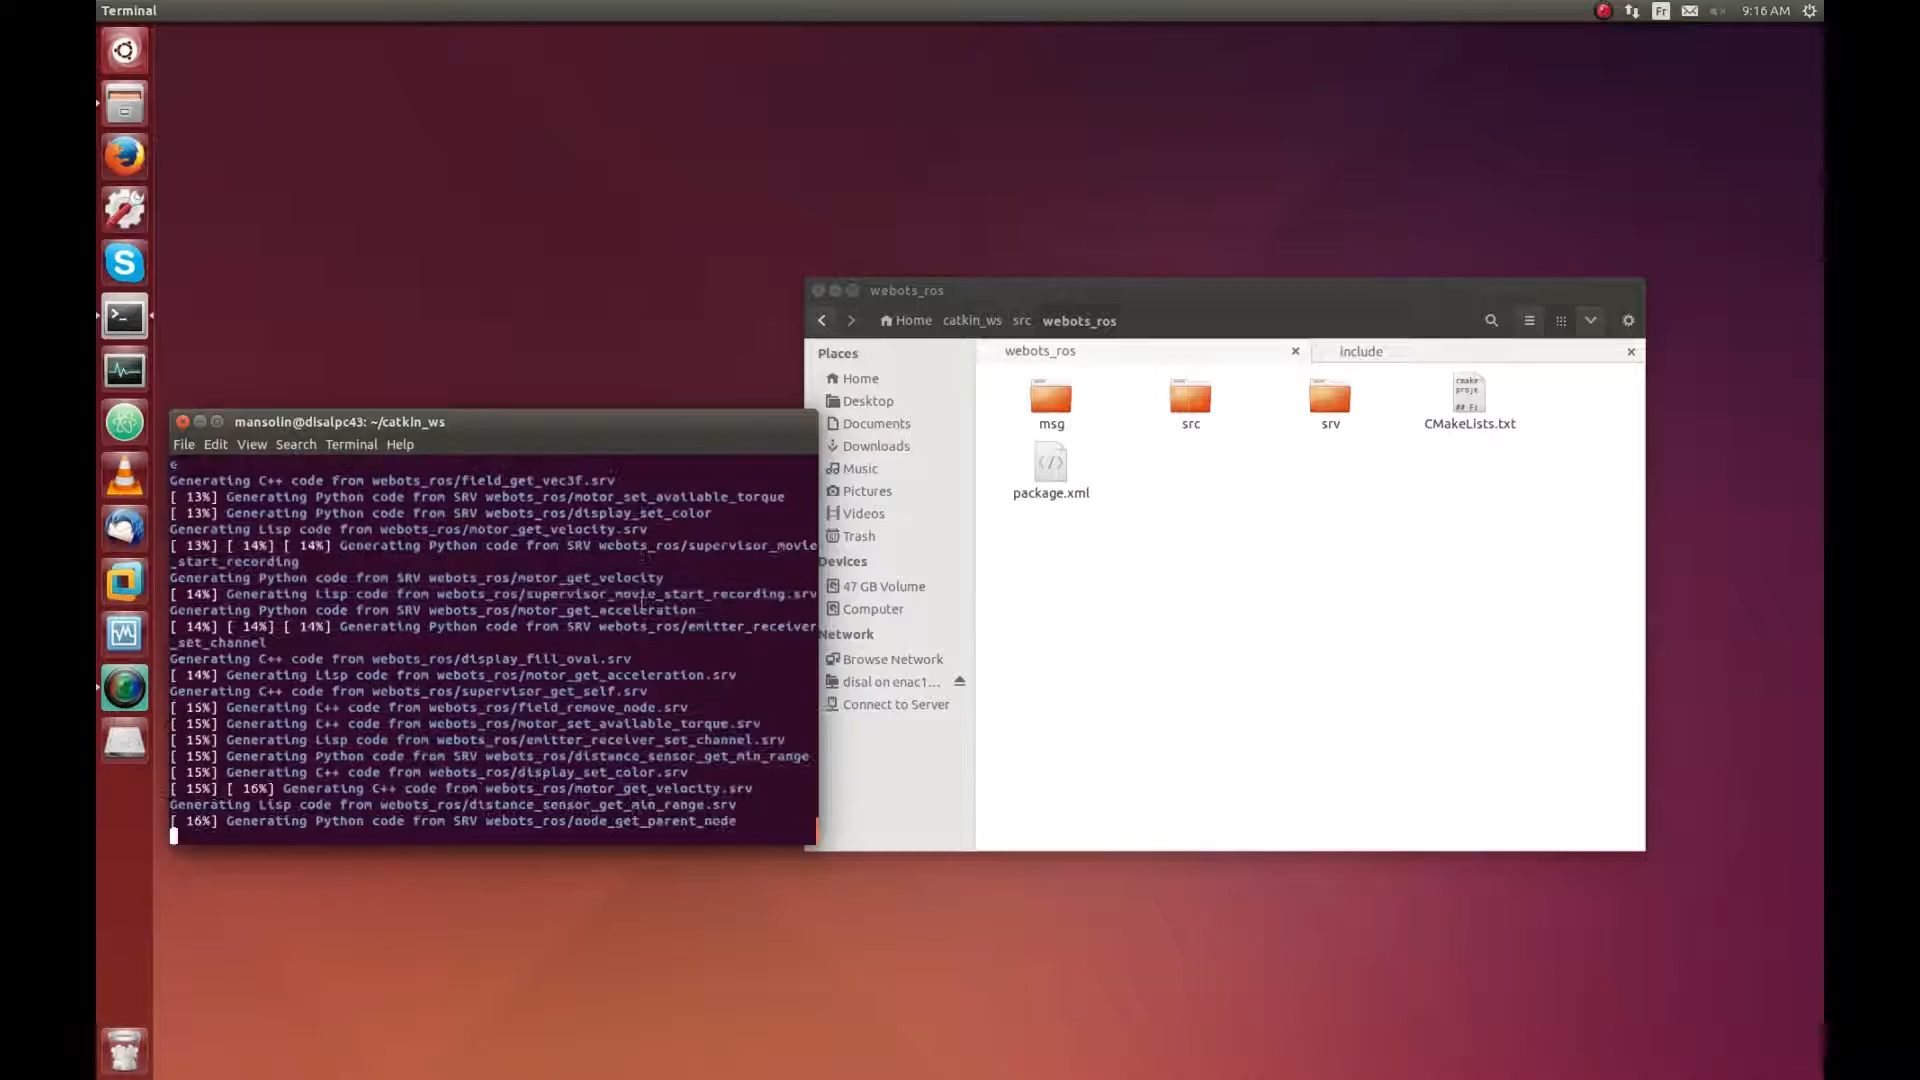 Terminal
Fr
9:16 AM
webots_ros
Home catkin_ws src webots_ros
Places
Home
Desktop
Documents
Downloads
Music
Pictures
Videos
Trash
Devices
47 GB Volume
Computer
Network
Browse Network
disal on enac1...
Connect to Server
webots_ros
include
msg
src
srv
cmake
proje
## Fi
CMakeLists.txt
package.xml
mansolin@disalpc43: ~/catkin_ws
File Edit View Search Terminal Help
Generating C++ code from webots_ros/field_get_vec3f.srv
[ 13%] Generating Python code from SRV webots_ros/motor_set_available_torque
[ 13%] Generating Python code from SRV webots_ros/display_set_color
Generating Lisp code from webots_ros/motor_get_velocity.srv
[ 13%] [ 14%] [ 14%] Generating Python code from SRV webots_ros/supervisor_movie
_start_recording
Generating Python code from SRV webots_ros/motor_get_velocity
[ 14%] Generating Lisp code from webots_ros/supervisor_movie_start_recording.srv
Generating Python code from SRV webots_ros/motor_get_acceleration
[ 14%] [ 14%] [ 14%] Generating Python code from SRV webots_ros/emitter_receiver
_set_channel
Generating C++ code from webots_ros/display_fill_oval.srv
[ 14%] Generating Lisp code from webots_ros/motor_get_acceleration.srv
Generating C++ code from webots_ros/supervisor_get_self.srv
[ 15%] Generating C++ code from webots_ros/field_remove_node.srv
[ 15%] Generating C++ code from webots_ros/motor_set_available_torque.srv
[ 15%] Generating Lisp code from webots_ros/emitter_receiver_set_channel.srv
[ 15%] Generating Python code from SRV webots_ros/distance_sensor_get_min_range
[ 15%] Generating C++ code from webots_ros/display_set_color.srv
[ 15%] [ 16%] Generating C++ code from webots_ros/motor_get_velocity.srv
Generating Lisp code from webots_ros/distance_sensor_get_min_range.srv
[ 16%] Generating Python code from SRV webots_ros/node_get_parent_node